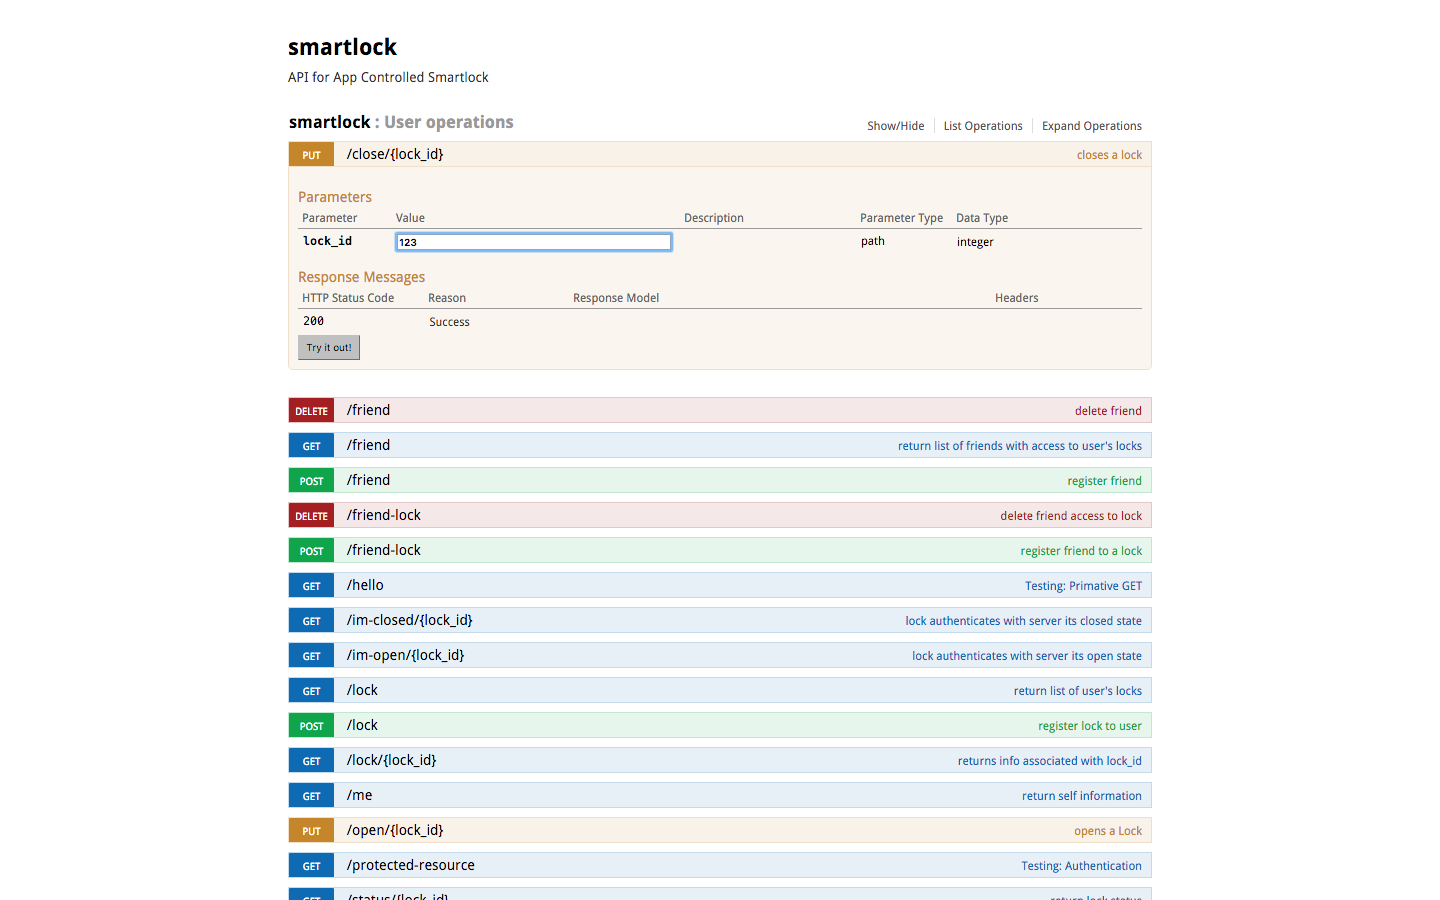 smartlock
API for App Controlled Smartlock
smartlock : User operations
Show/Hide
List Operations
Expand Operations
PUT /close/{lock_id} closes a lock
Parameters
Parameter Value Description Parameter Type Data Type
lock_id 123 path integer
Response Messages
HTTP Status Code Reason Response Model Headers
200 Success
Try it out!
DELETE /friend delete friend
GET /friend return list of friends with access to user's locks
POST /friend register friend
DELETE /friend-lock delete friend access to lock
POST /friend-lock register friend to a lock
GET /hello Testing: Primative GET
GET /im-closed/{lock_id} lock authenticates with server its closed state
GET /im-open/{lock_id} lock authenticates with server its open state
GET /lock return list of user's locks
POST /lock register lock to user
GET /lock/{lock_id} returns info associated with lock_id
GET /me return self information
PUT /open/{lock_id} opens a Lock
GET /protected-resource Testing: Authentication
GET /status/{lock_id} return lock status